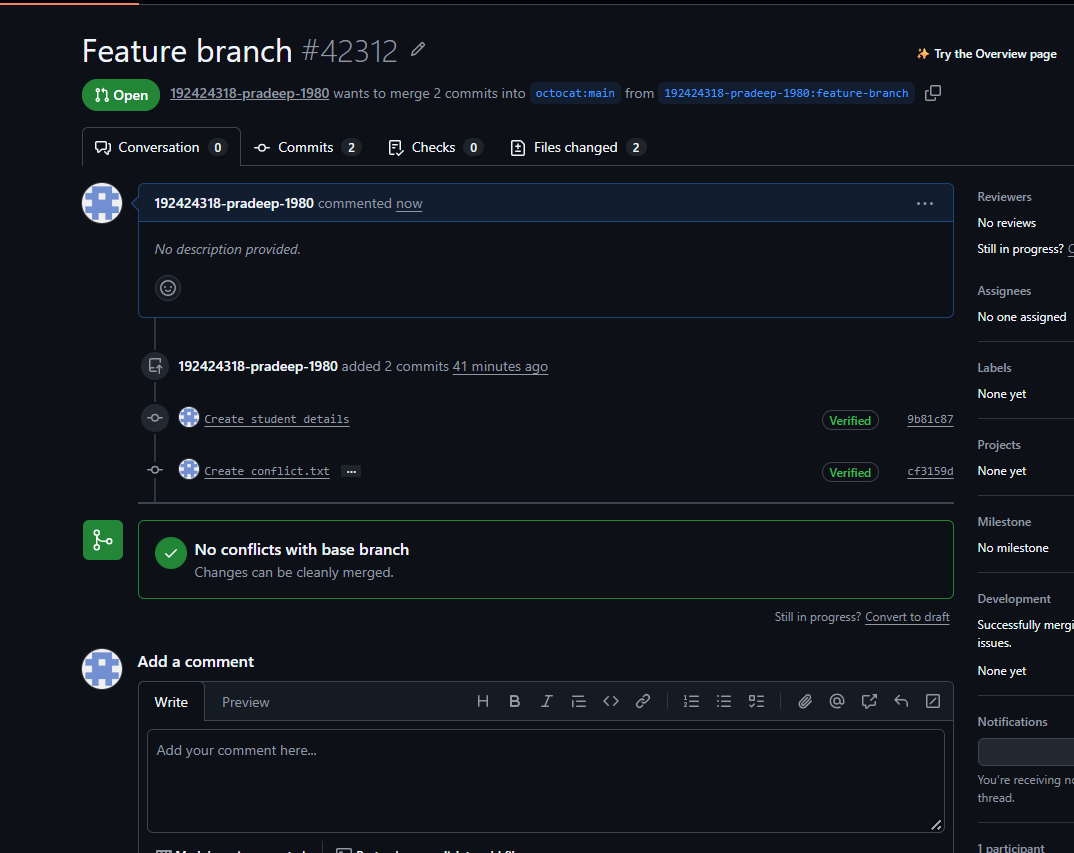 Feature branch #42312
Try the Overview page
Open
192424318-pradeep-1980 wants to merge 2 commits into octocat:main from 192424318-pradeep-1980:feature-branch
Conversation 0
Commits 2
Checks 0
Files changed 2
192424318-pradeep-1980 commented now
No description provided.
192424318-pradeep-1980 added 2 commits 41 minutes ago
Create student details
Verified
9b81c87
Create conflict.txt
Verified
cf3159d
No conflicts with base branch
Changes can be cleanly merged.
Still in progress? Convert to draft
Add a comment
Write
Preview
Add your comment here...
Reviewers
No reviews
Still in progress?
Assignees
No one assigned
Labels
None yet
Projects
None yet
Milestone
No milestone
Development
Successfully mergi
issues.
None yet
Notifications
You're receiving no
thread.
1 participant